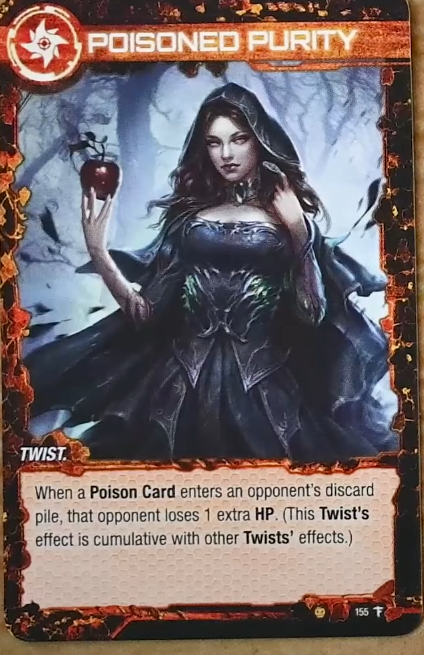 POISONED PURITY
TWIST.
When a Poison Card enters an opponent's discard
pile, that opponent loses 1 extra HP. (This Twist's
effect is cumulative with other Twists' effects.)
155